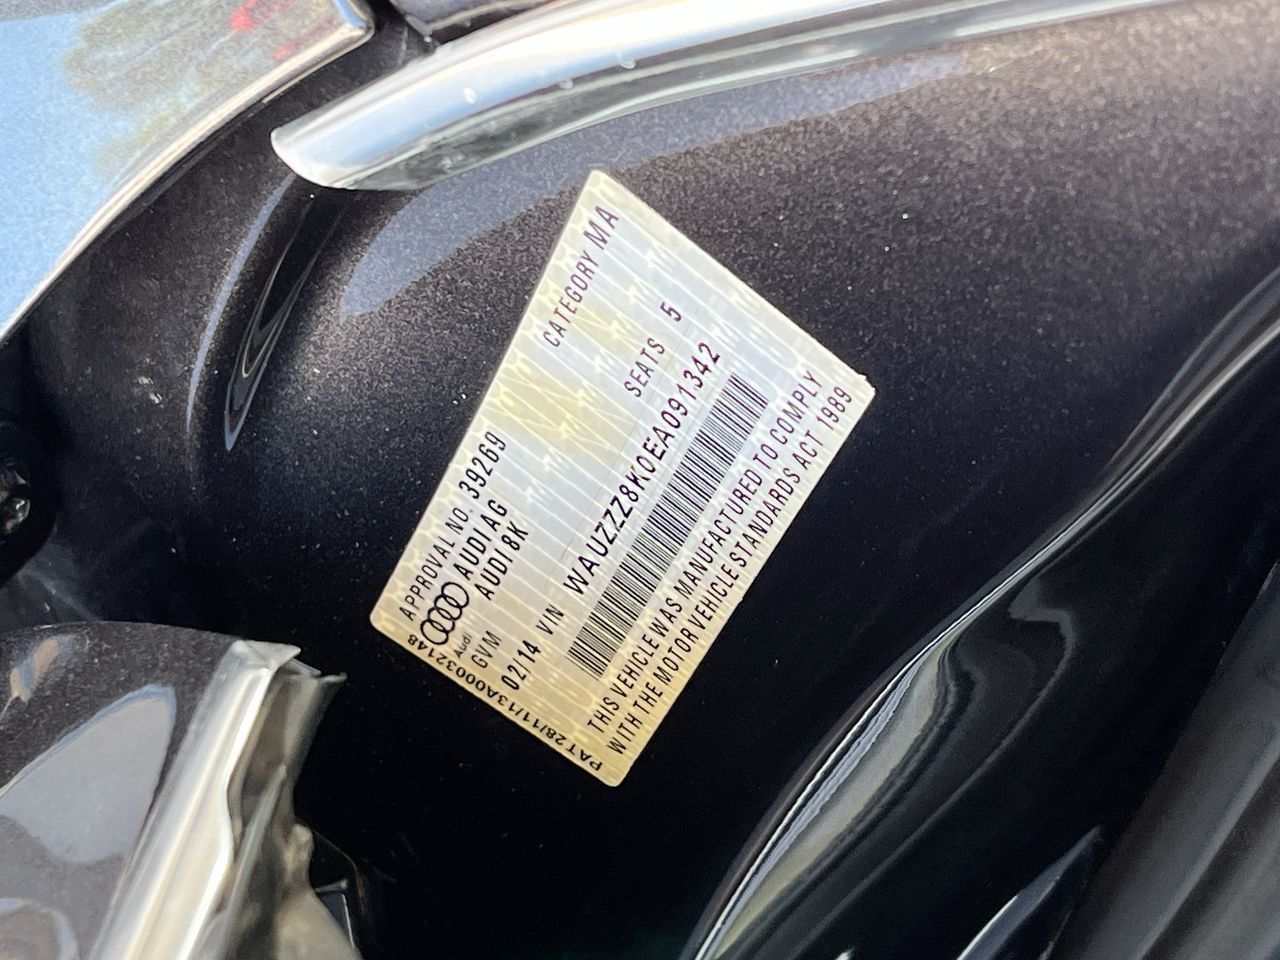 APPROVAL NO. 39269 CATEGORY MA
Audi AUDI AG
AUDI 8K
GVM SEATS 5
02/14 VIN WAUZZZ8K0EA091342
THIS VEHICLE WAS MANUFACTURED TO COMPLY
WITH THE MOTOR VEHICLE STANDARDS ACT 1989
PAT28/11/13A00032148